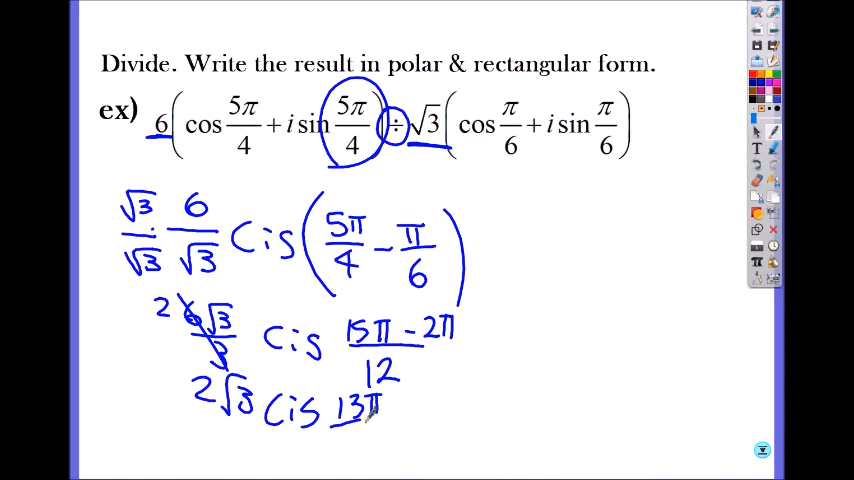 Divide. Write the result in polar & rectangular form.
ex) 6(cos 5π/4 + i sin 5π/4) ÷ √3(cos π/6 + i sin π/6)
√3/√3 · 6/√3 Cis(5π/4 − π/6)
2 6√3/3 Cis 15π − 2π/12
2√3 Cis 13π